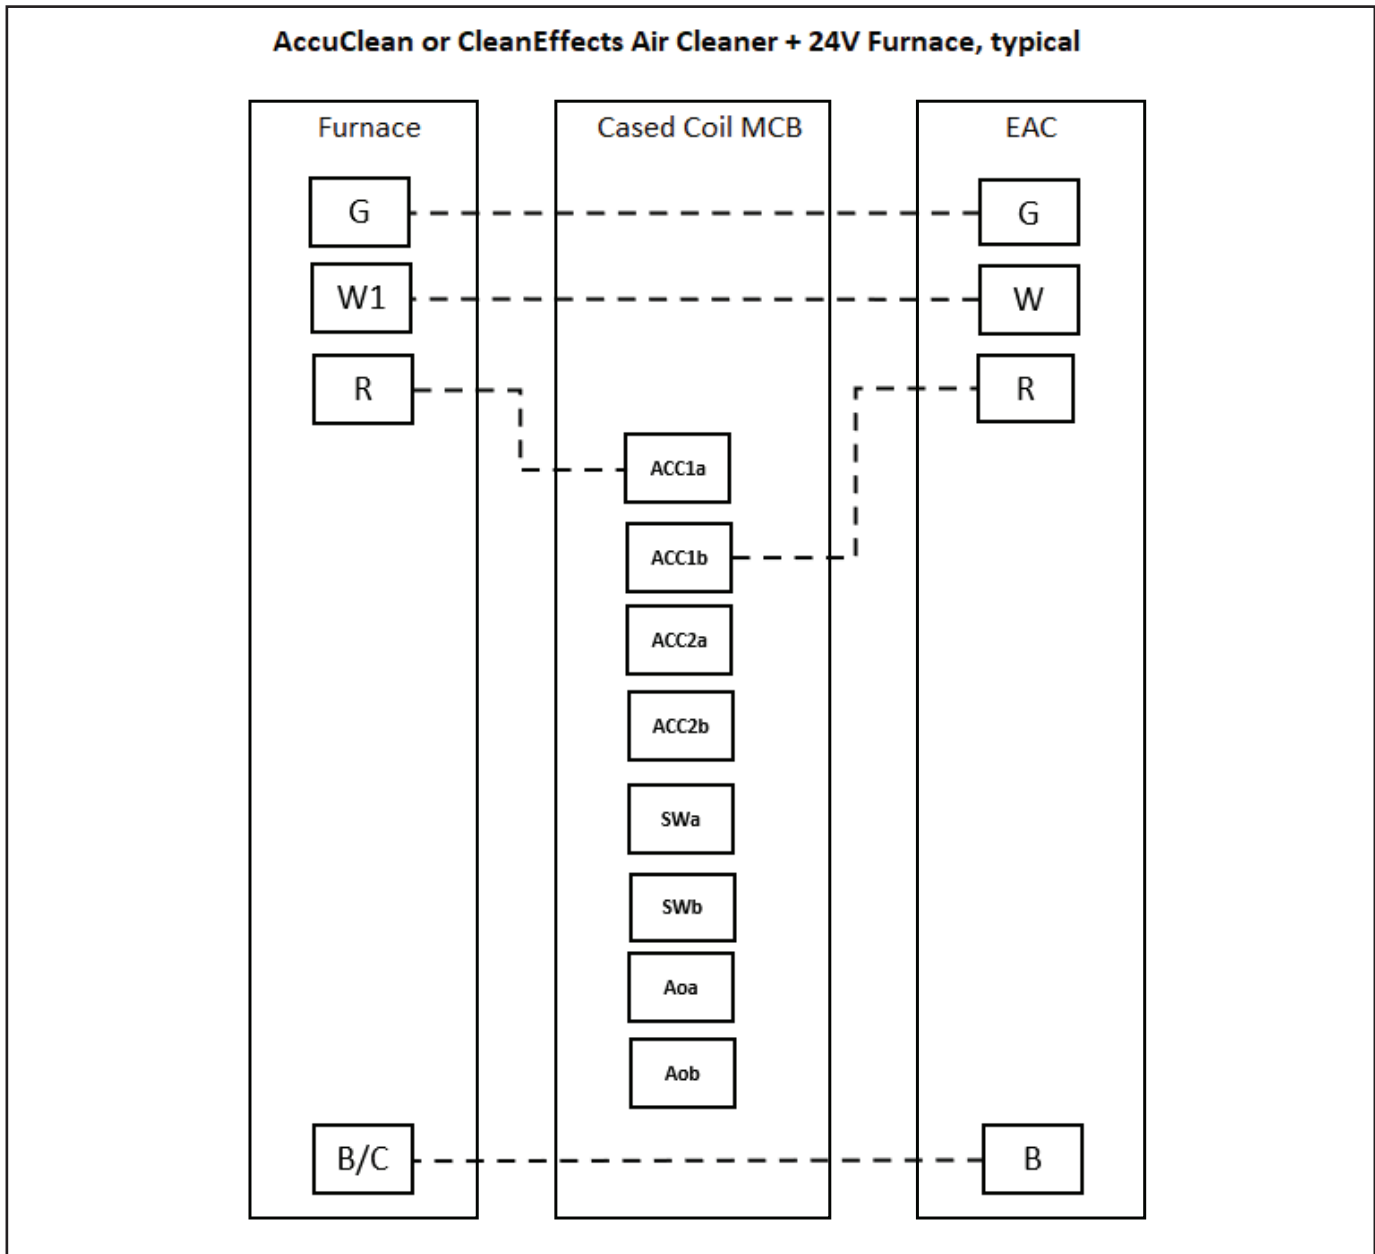 AccuClean or CleanEffects Air Cleaner + 24V Furnace, typical
Furnace
Cased Coil MCB
EAC
G
G
W1
W
R
R
ACC1a
ACC1b
ACC2a
ACC2b
SWa
SWb
Aoa
Aob
B/C
B